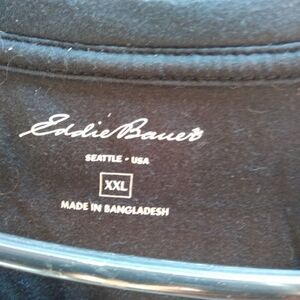 Eddie Bauer
SEATTLE • USA
XXL
MADE IN BANGLADESH